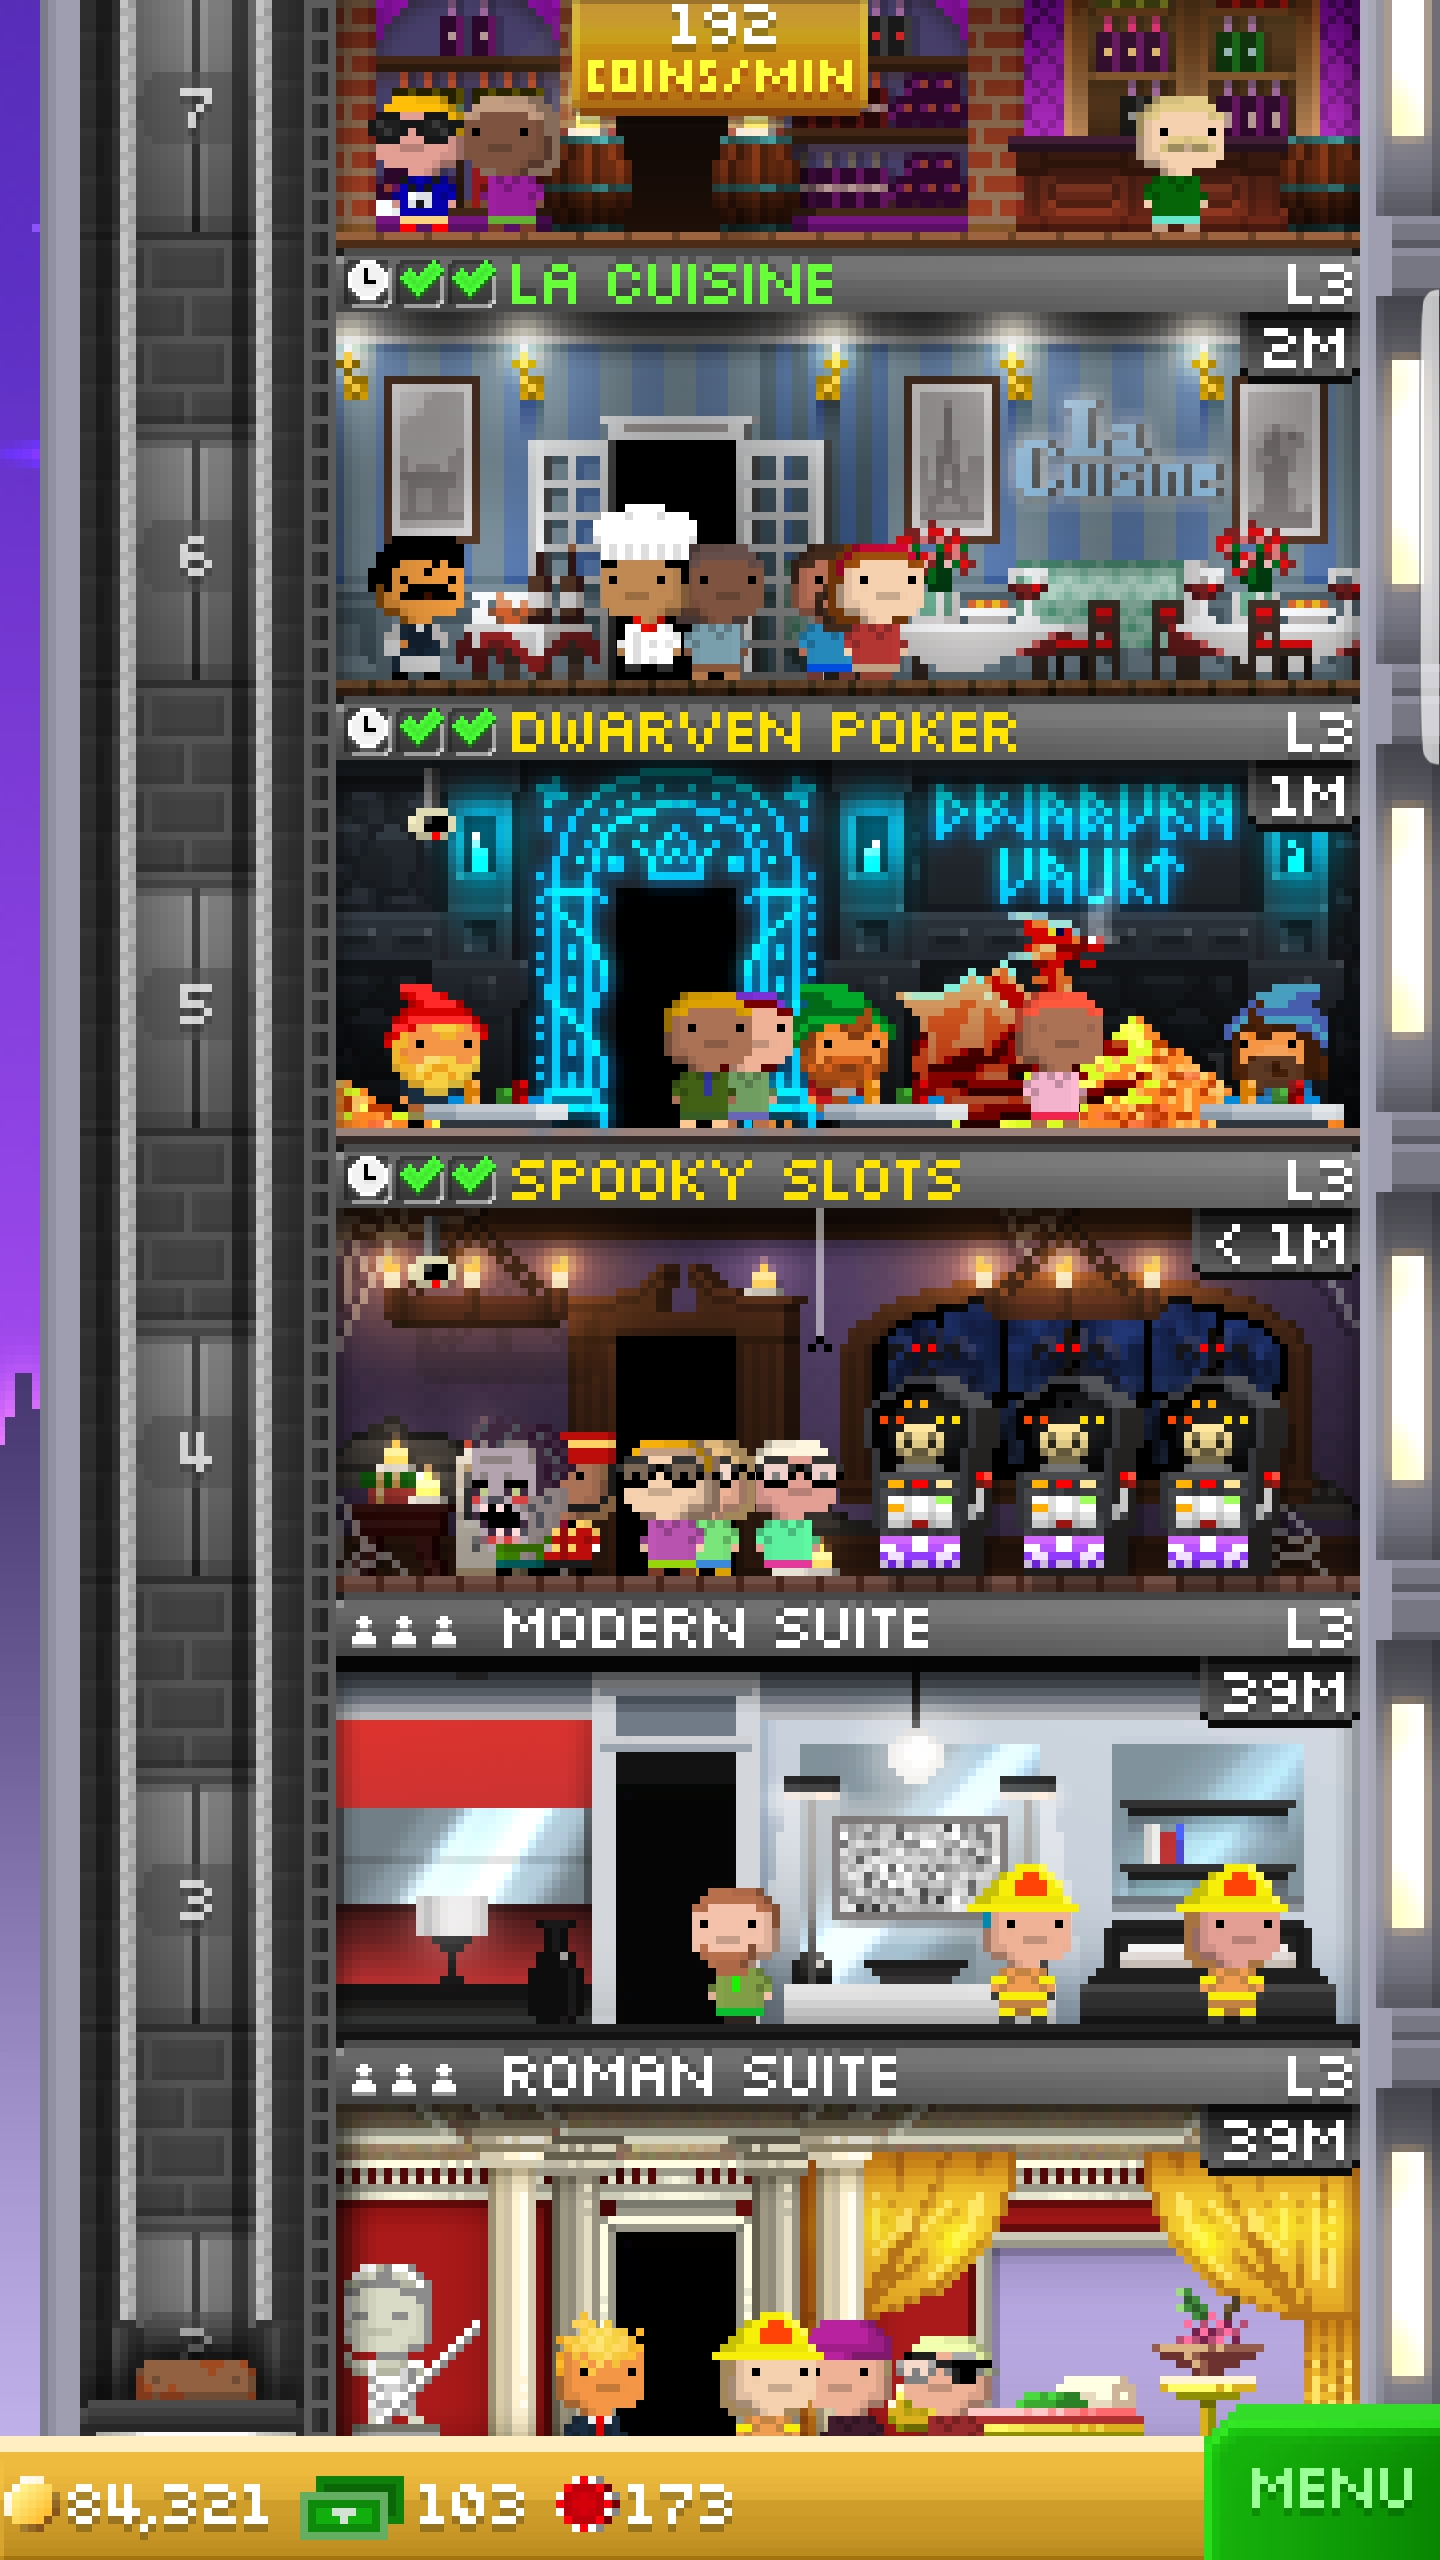 192
COINS/MIN
7
LA CUISINE L3
2M
La
Cuisine
6
DWARVEN POKER L3
1M
DWARVEN
VAULT
5
SPOOKY SLOTS L3
< 1M
4
MODERN SUITE L3
39M
3
ROMAN SUITE L3
39M
2
84,321 103 173
MENU